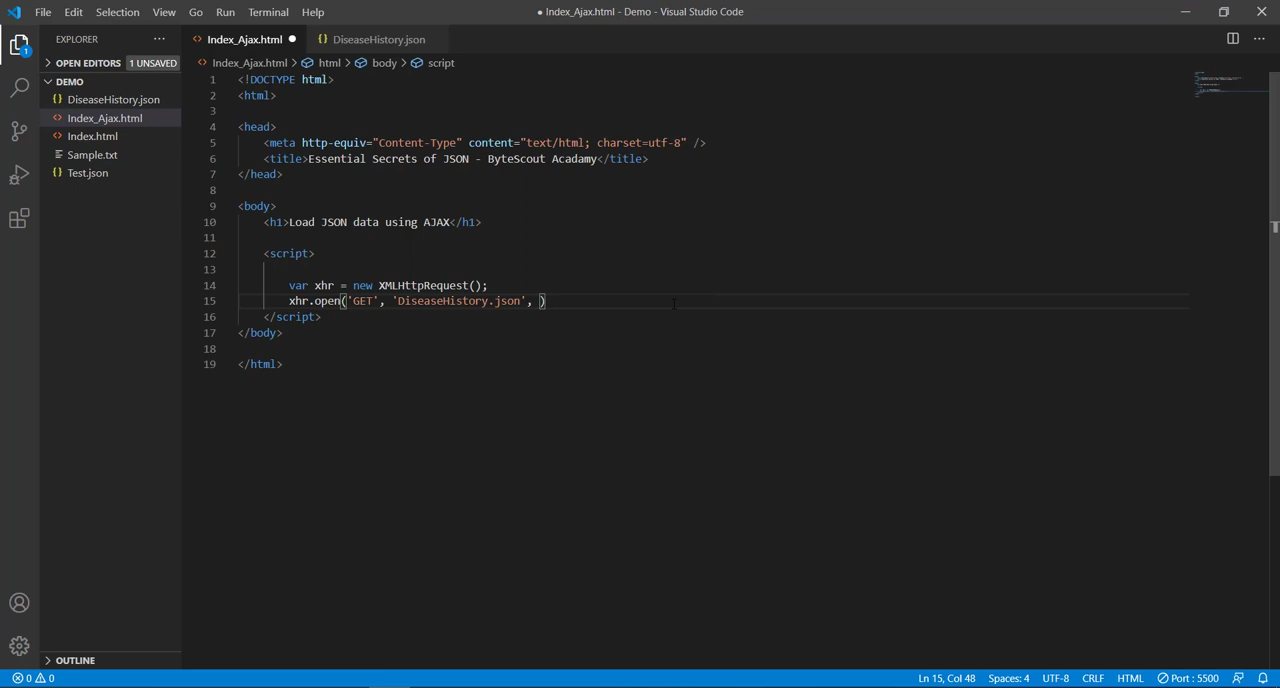 File Edit Selection View Go Run Terminal Help ● Index_Ajax.html - Demo - Visual Studio Code
EXPLORER ···
1
> OPEN EDITORS 1 UNSAVED
DEMO
{} DiseaseHistory.json
<> Index_Ajax.html
<> Index.html
Sample.txt
{} Test.json
> OUTLINE
<> Index_Ajax.html ● {} DiseaseHistory.json
<> Index_Ajax.html > html > body > script
1 <!DOCTYPE html>
2 <html>
3
4 <head>
5 <meta http-equiv="Content-Type" content="text/html; charset=utf-8" />
6 <title>Essential Secrets of JSON - ByteScout Acadamy</title>
7 </head>
8
9 <body>
10 <h1>Load JSON data using AJAX</h1>
11
12 <script>
13
14 var xhr = new XMLHttpRequest();
15 xhr.open('GET', 'DiseaseHistory.json', )
16 </script>
17 </body>
18
19 </html>
0 0 Ln 15, Col 48 Spaces: 4 UTF-8 CRLF HTML Port : 5500